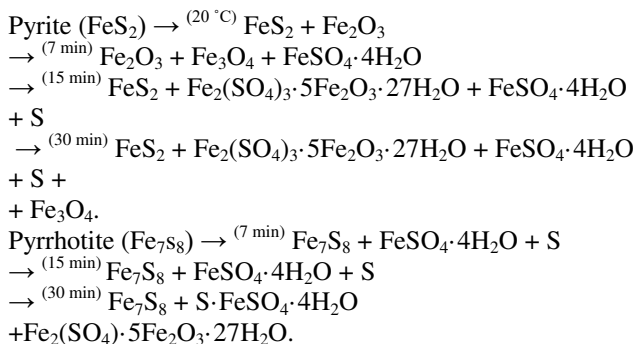 Pyrite (FeS₂) → ⁽²⁰ ˚ᶜ⁾ FeS₂ + Fe₂O₃
→ ⁽⁷ ᵐⁱⁿ⁾ Fe₂O₃ + Fe₃O₄ + FeSO₄·4H₂O
→ ⁽¹⁵ ᵐⁱⁿ⁾ FeS₂ + Fe₂(SO₄)₃·5Fe₂O₃·27H₂O + FeSO₄·4H₂O
+ S
→ ⁽³⁰ ᵐⁱⁿ⁾ FeS₂ + Fe₂(SO₄)₃·5Fe₂O₃·27H₂O + FeSO₄·4H₂O
+ S +
+ Fe₃O₄.
Pyrrhotite (Fe₇s₈) → ⁽⁷ ᵐⁱⁿ⁾ Fe₇S₈ + FeSO₄·4H₂O + S
→ ⁽¹⁵ ᵐⁱⁿ⁾ Fe₇S₈ + FeSO₄·4H₂O + S
→ ⁽³⁰ ᵐⁱⁿ⁾ Fe₇S₈ + S·FeSO₄·4H₂O
+Fe₂(SO₄)·5Fe₂O₃·27H₂O.